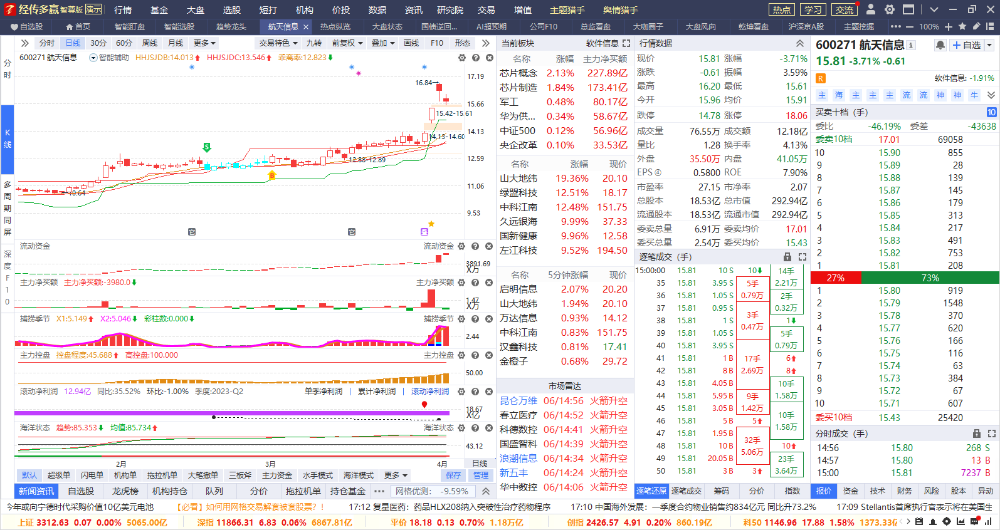 经传多赢 智尊版 演示 行情 基金 大盘 选股 短打 机构 价投 数据 资讯 研究院 交易 增值 主题猎手 舆情猎手 热点 学习 交流
自选股 首页 智能盯盘 智能选股 趋势龙头 航天信息 热点纵览 大盘状态 国债逆回... AI超预期 公司F10 总监看盘 大咖圈子 大盘风向 乾坤看盘 沪深京A股 主题挖掘 100%
分时 日线 30分 60分 周线 月线 更多 交易特色 九转 前复权 叠加 画线 F10 形态
600271 航天信息 智能辅助 HHJSJDB:14.013 HHJSJDC:13.546 乖离率:12.823
分时
K线
多周期同屏
深度F10
17.19
16.84
15.66
15.42-15.61
14.13
14.13-14.60
12.59
12.88-12.89
11.06
10.64
9.53
S
B
流动资金 流动资金
3891.69
X万
主力净买额 主力净买额:-3980.0 主力净买额
1.4亿
X万
捕捞季节 X1:5.149 X2:5.046 彩柱数:0.000 捕捞季节
2.44
主力控盘 控盘程度:45.688 高控盘:100.000 主力控盘
50.00
滚动净利润 12.94亿 同比:35.52% 环比:-1.00% 季度:2023-Q2 单季净利润 | 累计净利润 | 滚动净利润
18.67
X亿
海洋状态 趋势:85.353 均值:85.734 海洋状态
43.12
2月 3月 4月 日线
默认 超级单 闪电单 机构单 拖拉机单 大笔撤单 三板斧 主力资金 水手模式 海洋模式 更多 保存 管理
新闻资讯 自选股 龙虎榜 机构持仓 队列 分价 拖拉机单 持仓基金 网格优测: -9.59%
当前板块 软件信息
名称 涨幅 主力净买额
芯片概念 2.13% 227.89亿
芯片制造 1.84% 173.41亿
军工 0.48% 80.17亿
华为供... 0.34% 58.67亿
中证500 0.12% 56.96亿
央企改革 0.10% 33.53亿
名称 涨幅 现价
山大地纬 19.36% 20.10
绿盟科技 12.51% 18.17
中科江南 12.48% 151.75
久远银海 9.99% 37.33
国新健康 9.96% 12.58
左江科技 9.52% 194.50
名称 5分钟涨幅 现价
启明信息 2.07% 20.20
山大地纬 1.94% 20.10
万达信息 0.93% 14.12
中科江南 0.83% 151.75
汉鑫科技 0.81% 17.41
金橙子 0.68% 29.72
市场雷达
昆仑万维 06/14:56 火箭升空
春立医疗 06/14:52 火箭升空
科德数控 06/14:41 火箭升空
国盛智科 06/14:39 火箭升空
浪潮信息 06/14:34 火箭升空
新五丰 06/14:24 火箭升空
华中数控 06/14:06 火箭升空
行情数据
现价 15.81 涨幅 -3.71%
涨跌 -0.61 振幅 3.59%
最高 16.20 最低 15.61
今开 15.96 均价 15.91
跌停 14.78 涨停 18.06
成交量 76.55万 成交额 12.18亿
量比 1.28 换手率 4.13%
外盘 35.50万 内盘 41.05万
EPS④ 0.5800 ROE 7.90%
市盈率 27.15 市净率 2.07
总股本 18.53亿 总市值 292.94亿
流通股本 18.53亿 流通市值 292.94亿
委卖总量 6.91万 委卖均价 17.01
委买总量 2.54万 委买均价 15.43
逐笔成交 (手)
15:00:00 15.81 10 S
35 15.81 3.95 S
36 15.81 1.05 S
37 15.81 0.95 S
38 15.81 1 S
39 15.81 1.05 S
40 15.81 3.95 S
41 15.81 1 B
42 15.81 8 B
43 15.81 4.05 B
44 15.81 5.95 B
45 15.81 3.05 B
46 15.81 5 B
47 15.81 1.95 B
48 15.81 10 B
49 15.81 20.05 B
50 15.81 3 B
10
5手
0.79万
3手
0.47万
17手
2.69万
9手
1.42万
5
32手
5.06万
3
14手
2.21万
2手
0.32万
1
5手
0.79万
6
8
10手
1.58万
10手
1.58万
10
23手
3.64万
逐笔还原 逐笔成交 筹码 分价 指数
600271 航天信息 自选
15.81 -3.71% -0.61
R 软件信息: -1.91%
主 海 主 主 主 流 流 神 神 牛
买卖十档 (手) 10
委比 -46.19% 委差 -43638
委卖10档 17.01 69058
10 15.90 855
9 15.89 28
8 15.88 139
7 15.87 145
6 15.86 179
5 15.85 313
4 15.84 217
3 15.83 491
2 15.82 753
1 15.81 208
27% 73%
1 15.80 919
2 15.79 1548
3 15.78 370
4 15.77 620
5 15.76 166
6 15.75 116
7 15.74 63
8 15.73 384
9 15.72 67
10 15.71 607
委买10档 15.43 25420
分时成交 (手)
14:56 15.80 268 S
14:57 15.80 13 B
15:00 15.81 7237 B
报价 资金 技术 财务 风险 股本 异动
今年或向宁德时代采购价值10亿美元电池 【必看】如何用网格交易解套被套股票？！ 17:12 复星医药：药品HLX208纳入突破性治疗药物程序 17:10 中国海外发展：一季度合约物业销售约834亿元 同比升73.2% 17:09 Stellantis首席执行官表示将在美国生
上证 3312.63 0.07 0.00% 5065.00亿 深指 11866.31 6.83 0.06% 6867.81亿 平价 18.18 0.13 0.70% 1.18万亿 创指 2426.57 4.91 0.20% 860.19亿 科50 1146.96 17.88 1.58% 1373.33亿